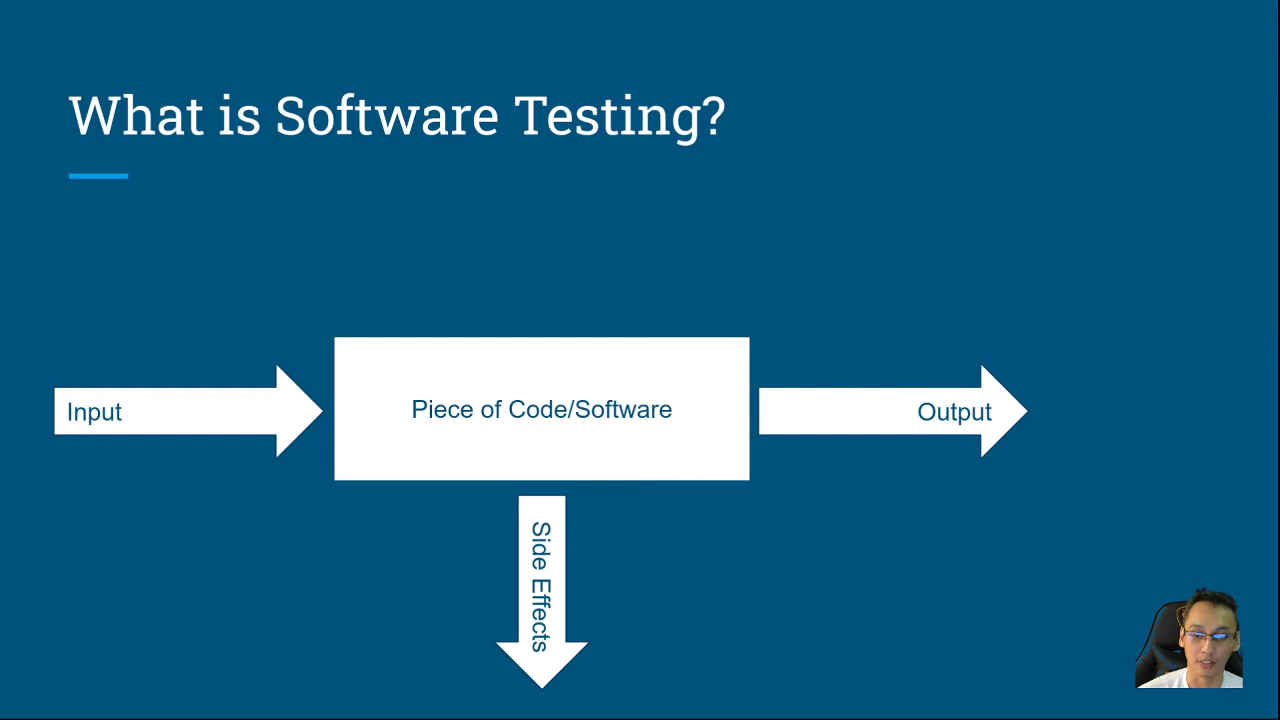 What is Software Testing?
Input
Piece of Code/Software
Output
Side Effects